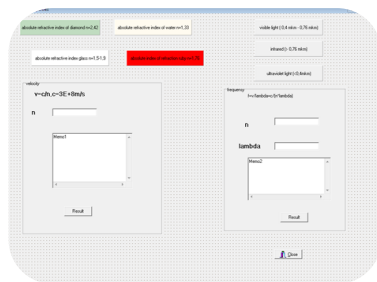 absolute refractive index of diamond n=2,42
absolute refractive index of water n=1,33
visible light (0,4 mkm - 0,76 mkm)
absolute refractive index glass n=1,5-1,9
infrared (> 0,76 mkm)
ultraviolet light (<0.4mkm)
velocity
v=c/n,c=3E+8m/s
n
Memo1
Result
frequency
f=v/lambda=c/(n*lambda)
n
lambda
Memo2
Result
Close